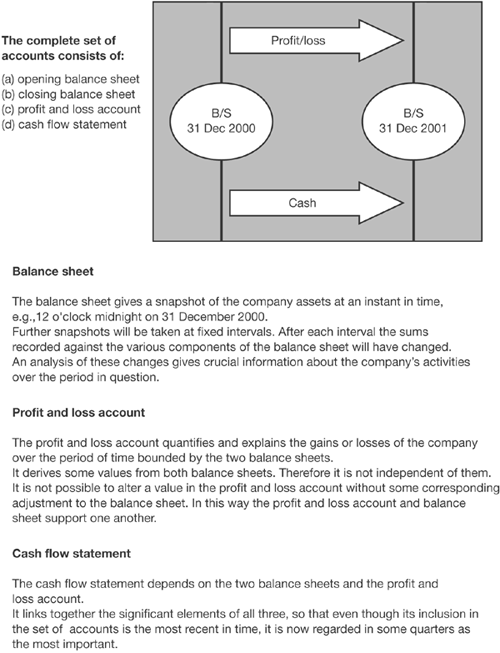 The complete set of
accounts consists of:
(a) opening balance sheet
(b) closing balance sheet
(c) profit and loss account
(d) cash flow statement
Profit/loss
B/S
31 Dec 2000
B/S
31 Dec 2001
Cash
Balance sheet
The balance sheet gives a snapshot of the company assets at an instant in time,
e.g.,12 o'clock midnight on 31 December 2000.
Further snapshots will be taken at fixed intervals. After each interval the sums
recorded against the various components of the balance sheet will have changed.
An analysis of these changes gives crucial information about the company's activities
over the period in question.
Profit and loss account
The profit and loss account quantifies and explains the gains or losses of the company
over the period of time bounded by the two balance sheets.
It derives some values from both balance sheets. Therefore it is not independent of them.
It is not possible to alter a value in the profit and loss account without some corresponding
adjustment to the balance sheet. In this way the profit and loss account and balance
sheet support one another.
Cash flow statement
The cash flow statement depends on the two balance sheets and the profit and
loss account.
It links together the significant elements of all three, so that even though its inclusion in
the set of accounts is the most recent in time, it is now regarded in some quarters as
the most important.